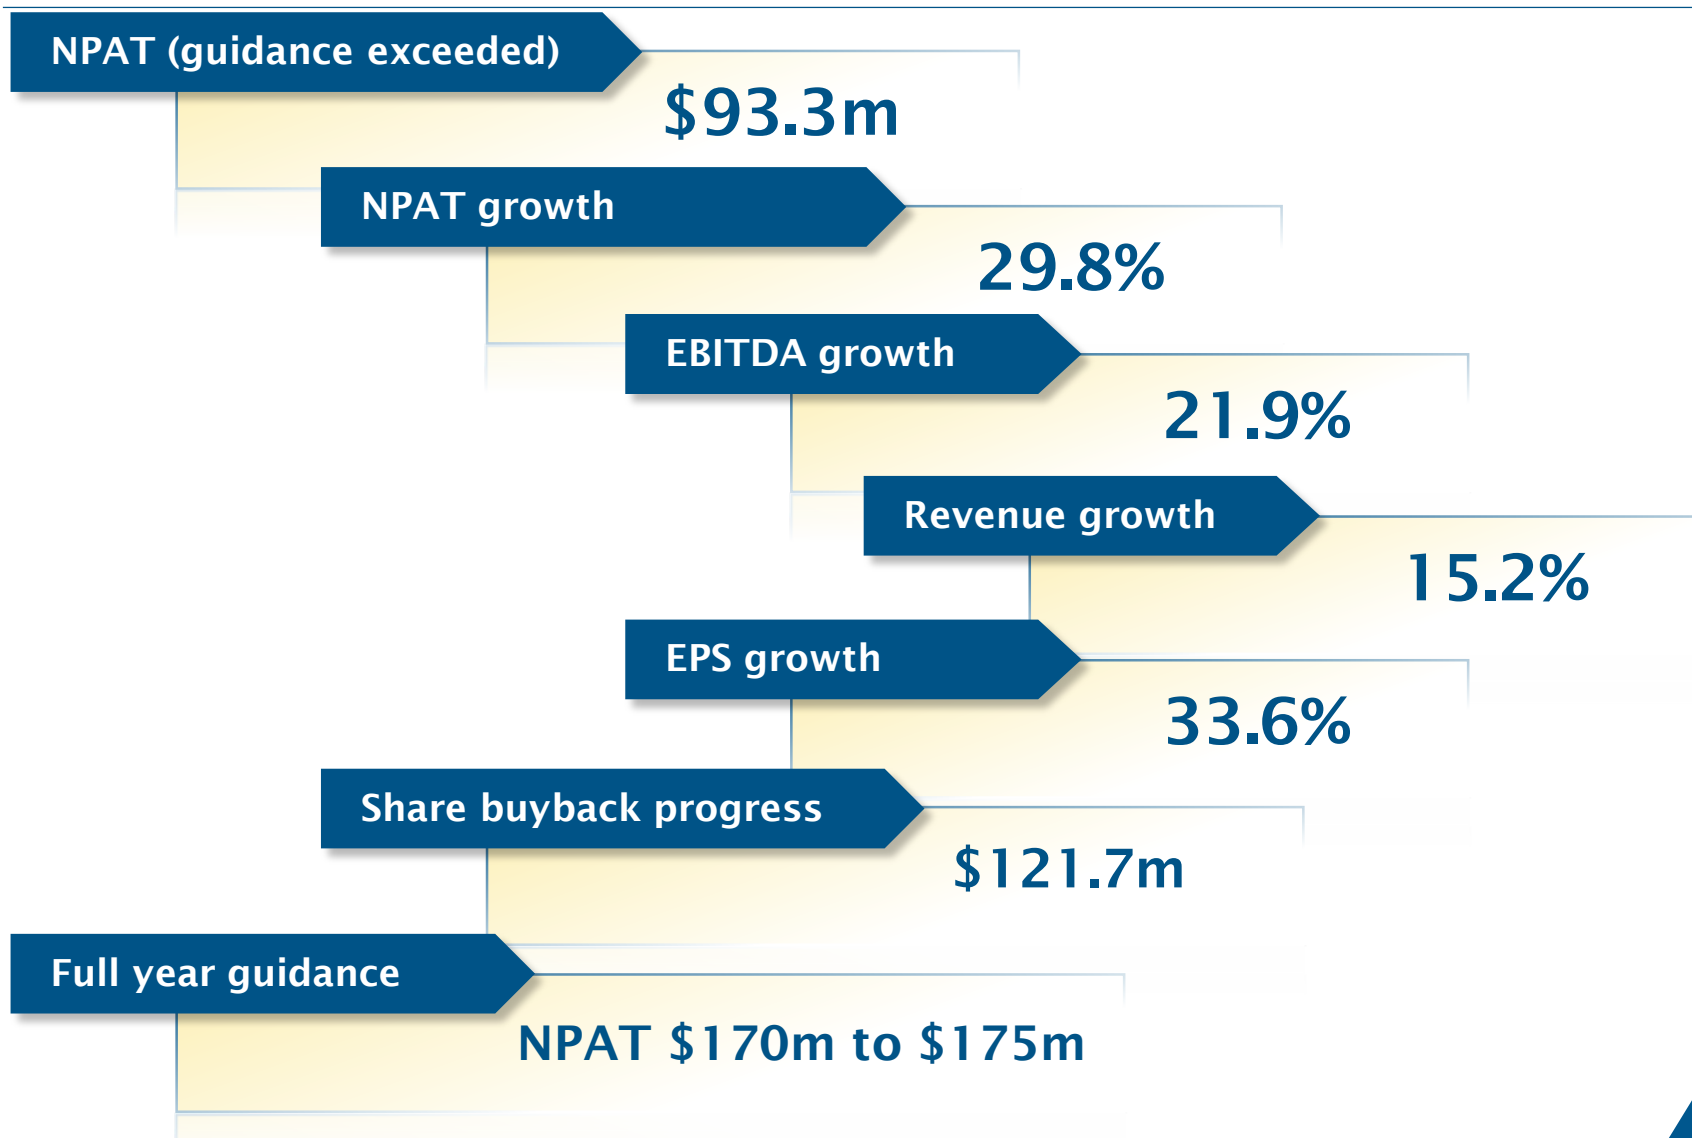 NPAT (guidance exceeded)
$93.3m
NPAT growth
29.8%
EBITDA growth
21.9%
Revenue growth
15.2%
EPS growth
33.6%
Share buyback progress
$121.7m
Full year guidance
NPAT $170m to $175m